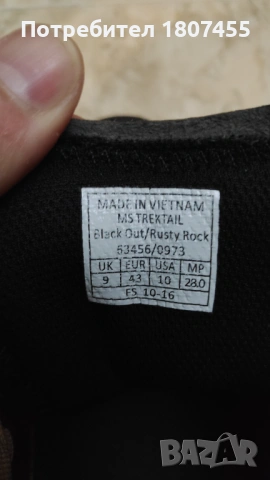 Потребител 1807455
MADE IN VIETNAM
MS TREKTAIL
Black Out/Rusty Rock
63456/0973
UK EUR USA MP
9 43 10 28.0
FS 10-16
BAZAR